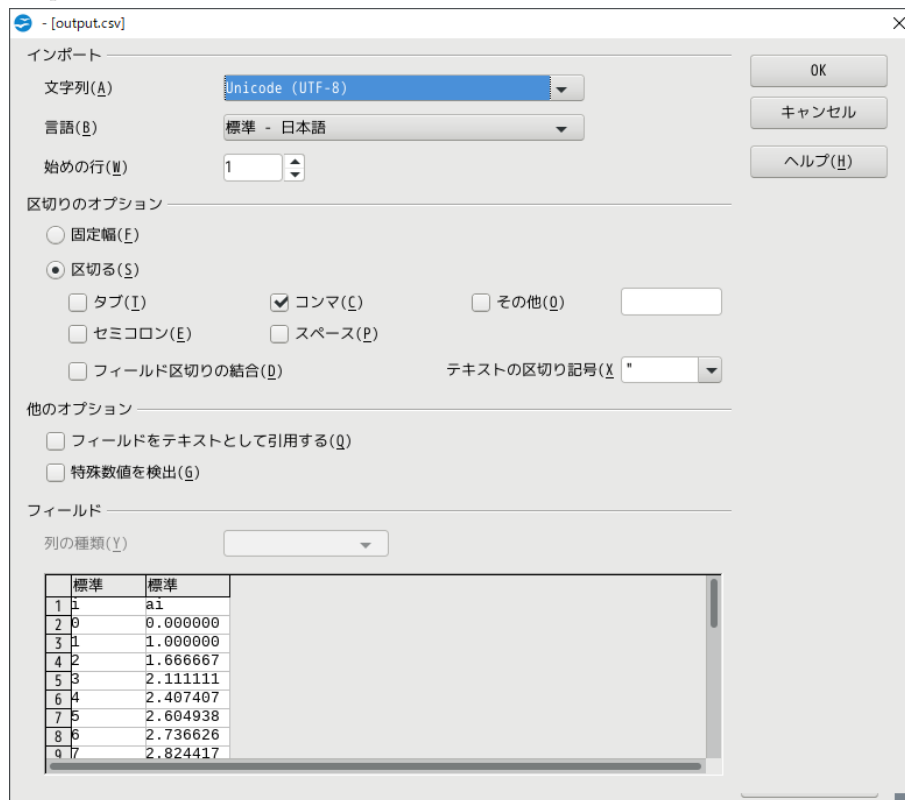 - [output.csv]
インポート
文字列(A) Unicode (UTF-8)
言語(B) 標準 - 日本語
始めの行(W) 1
OK
キャンセル
ヘルプ(H)
区切りのオプション
固定幅(F)
区切る(S)
タブ(T) コンマ(C) その他(O)
セミコロン(E) スペース(P)
フィールド区切りの結合(D) テキストの区切り記号(X "
他のオプション
フィールドをテキストとして引用する(Q)
特殊数値を検出(G)
フィールド
列の種類(Y)
標準 標準
1 i ai
2 0 0.000000
3 1 1.000000
4 2 1.666667
5 3 2.111111
6 4 2.407407
7 5 2.604938
8 6 2.736626
9 7 2.824417